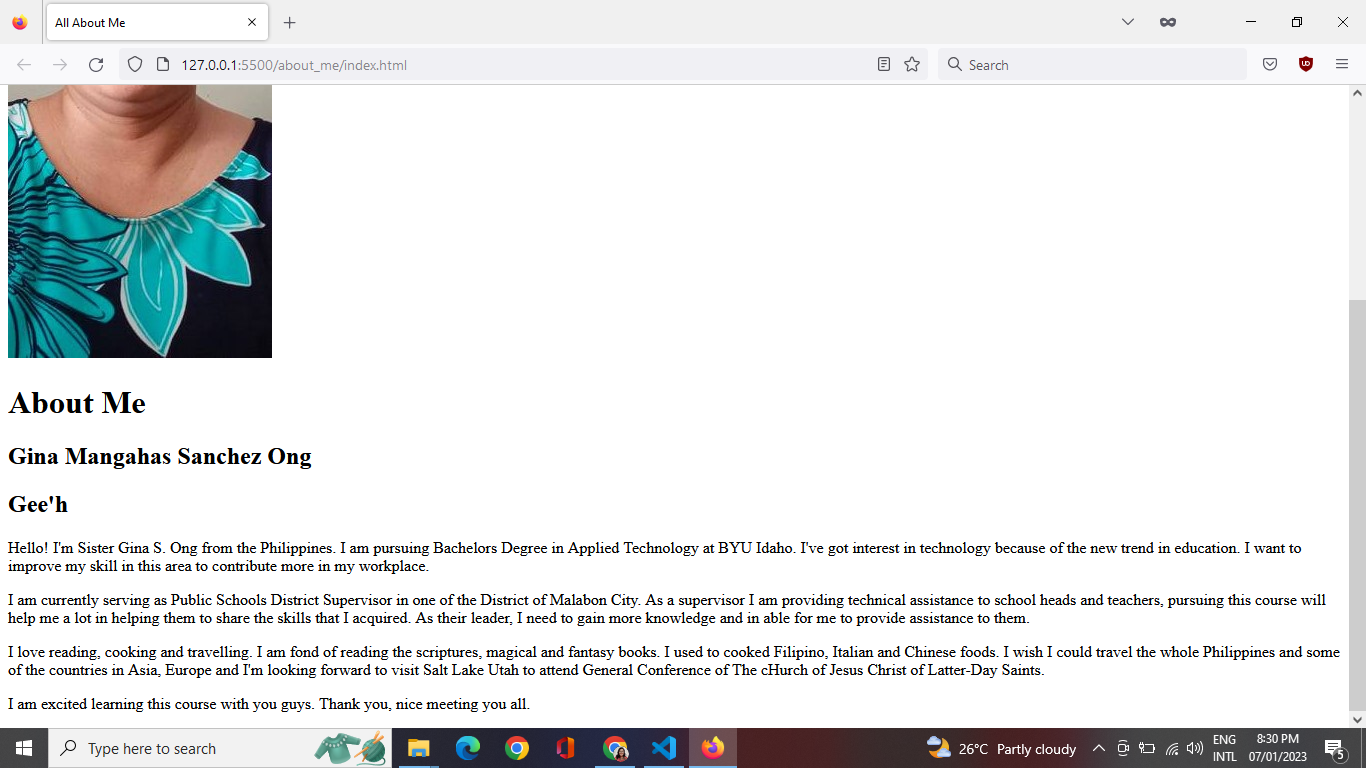 All About Me
127.0.0.1:5500/about_me/index.html
Search
About Me
Gina Mangahas Sanchez Ong
Gee'h
Hello! I'm Sister Gina S. Ong from the Philippines. I am pursuing Bachelors Degree in Applied Technology at BYU Idaho. I've got interest in technology because of the new trend in education. I want to
improve my skill in this area to contribute more in my workplace.
I am currently serving as Public Schools District Supervisor in one of the District of Malabon City. As a supervisor I am providing technical assistance to school heads and teachers, pursuing this course will
help me a lot in helping them to share the skills that I acquired. As their leader, I need to gain more knowledge and in able for me to provide assistance to them.
I love reading, cooking and travelling. I am fond of reading the scriptures, magical and fantasy books. I used to cooked Filipino, Italian and Chinese foods. I wish I could travel the whole Philippines and some
of the countries in Asia, Europe and I'm looking forward to visit Salt Lake Utah to attend General Conference of The cHurch of Jesus Christ of Latter-Day Saints.
I am excited learning this course with you guys. Thank you, nice meeting you all.
Type here to search
26°C Partly cloudy
ENG
INTL
8:30 PM
07/01/2023
5